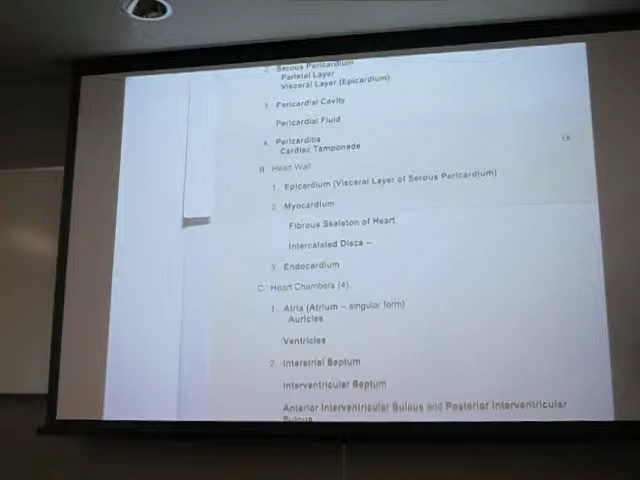 2. Serous Pericardium
Parietal Layer
Visceral Layer (Epicardium)
3. Pericardial Cavity
Pericardial Fluid
4. Pericarditis
Cardiac Tamponade
B. Heart Wall
1. Epicardium (Visceral Layer of Serous Pericardium)
2. Myocardium
Fibrous Skeleton of Heart
Intercalated Discs –
3. Endocardium
C. Heart Chambers (4)
1. Atria (Atrium – singular form)
Auricles
Ventricles
2. Interatrial Septum
Interventricular Septum
Anterior Interventricular Sulcus and Posterior Interventricular
Sulcus